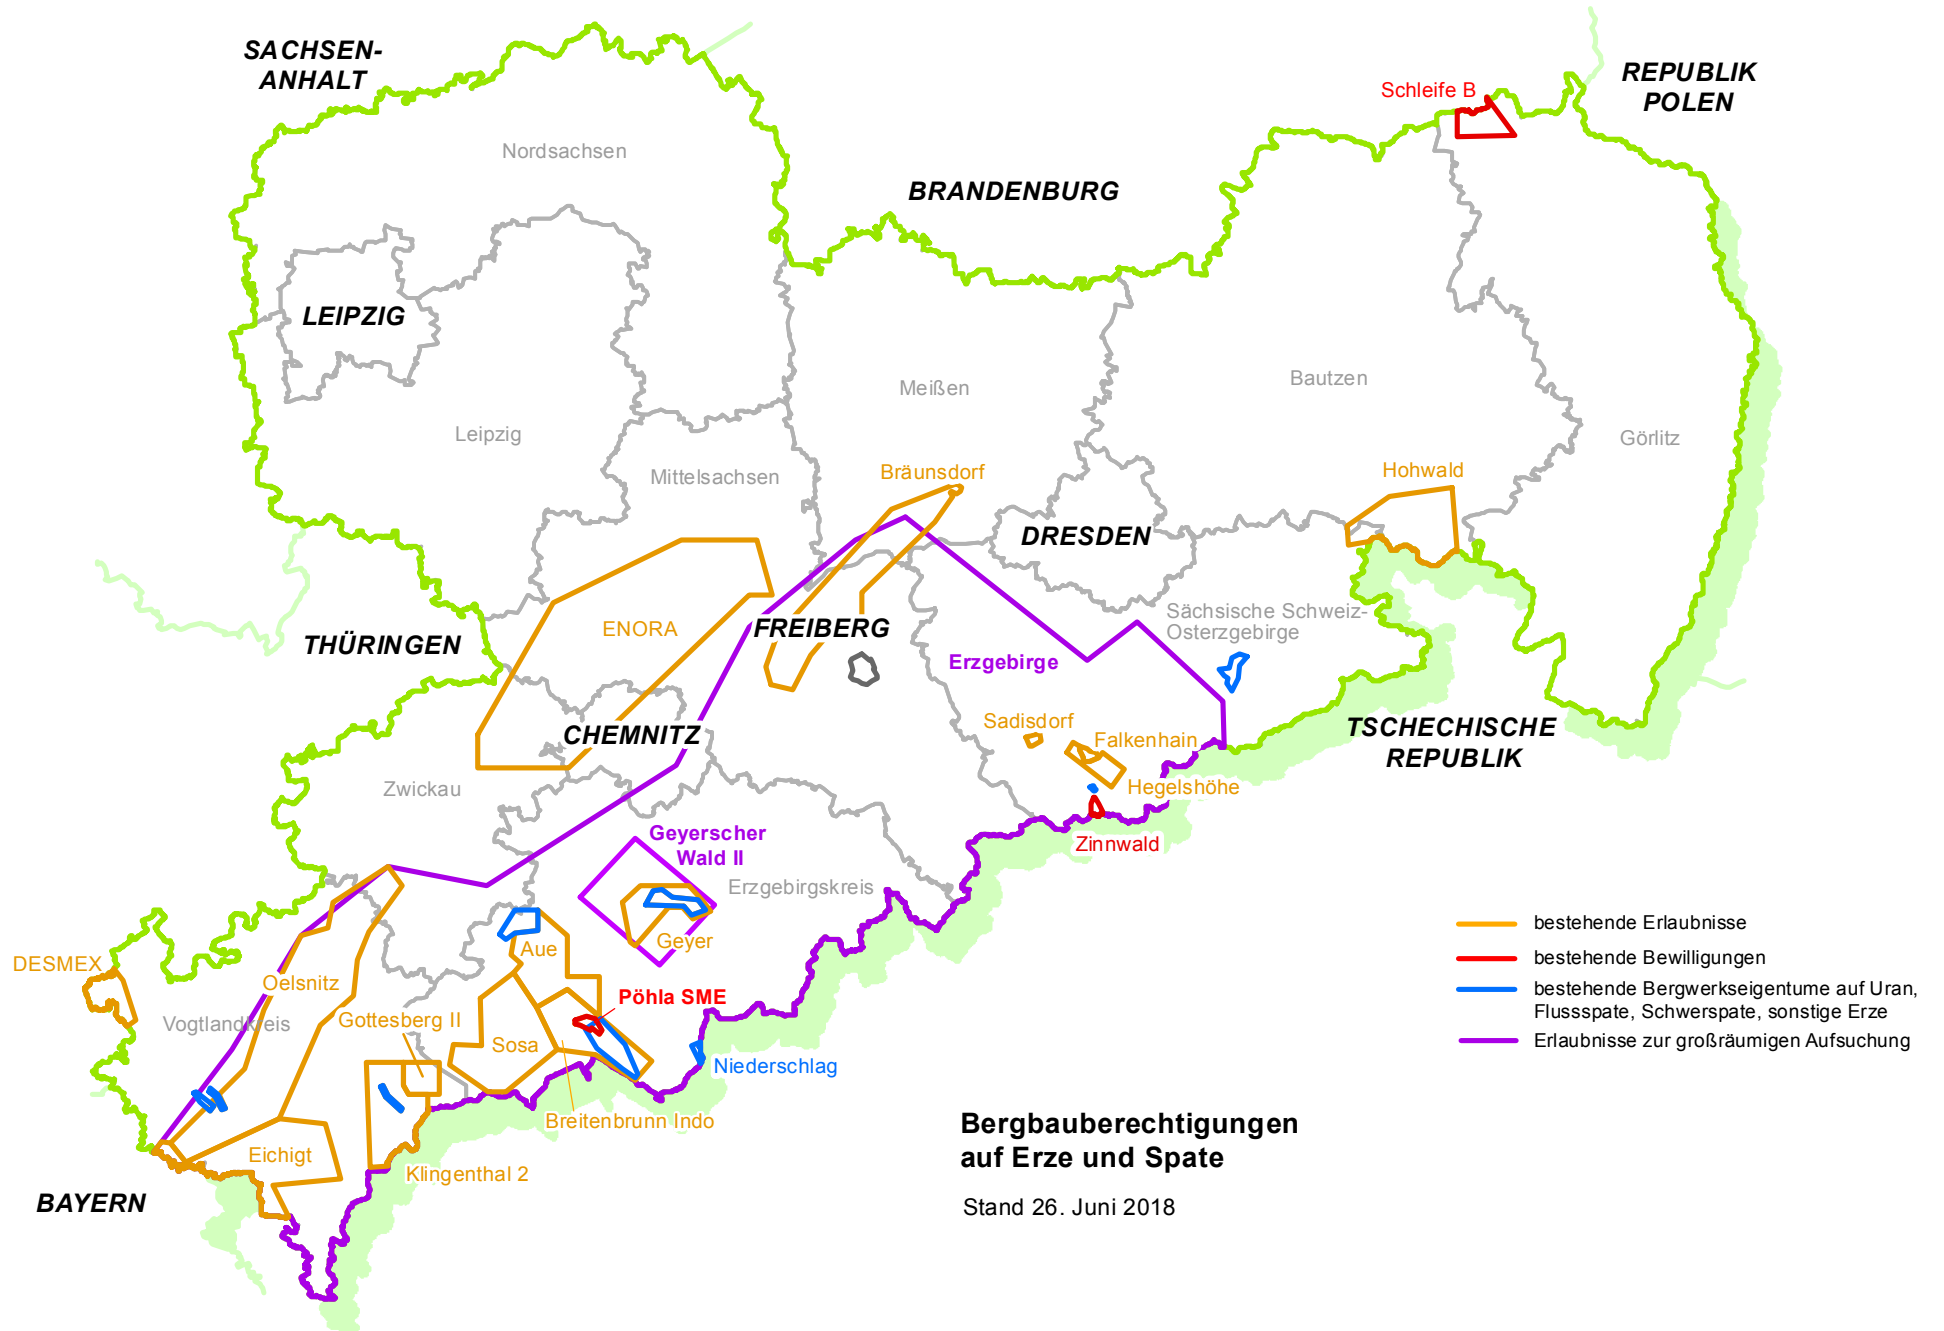 SACHSEN-
ANHALT
REPUBLIK
POLEN
Schleife B
Nordsachsen
BRANDENBURG
LEIPZIG
Meißen
Bautzen
Leipzig
Görlitz
Mittelsachsen
Bräunsdorf
Hohwald
DRESDEN
Sächsische Schweiz-
Osterzgebirge
ENORA
FREIBERG
THÜRINGEN
Erzgebirge
Sadisdorf
Falkenhain
TSCHECHISCHE
REPUBLIK
CHEMNITZ
Zwickau
Hegelshöhe
Geyerscher
Wald II
Zinnwald
Erzgebirgskreis
Geyer
Aue
DESMEX
Oelsnitz
Pöhla SME
Vogtlandkreis
Gottesberg II
Sosa
Niederschlag
Breitenbrunn Indo
Eichigt
Klingenthal 2
BAYERN
bestehende Erlaubnisse
bestehende Bewilligungen
bestehende Bergwerkseigentume auf Uran,
Flussspate, Schwerspate, sonstige Erze
Erlaubnisse zur großräumigen Aufsuchung
Bergbauberechtigungen
auf Erze und Spate
Stand 26. Juni 2018